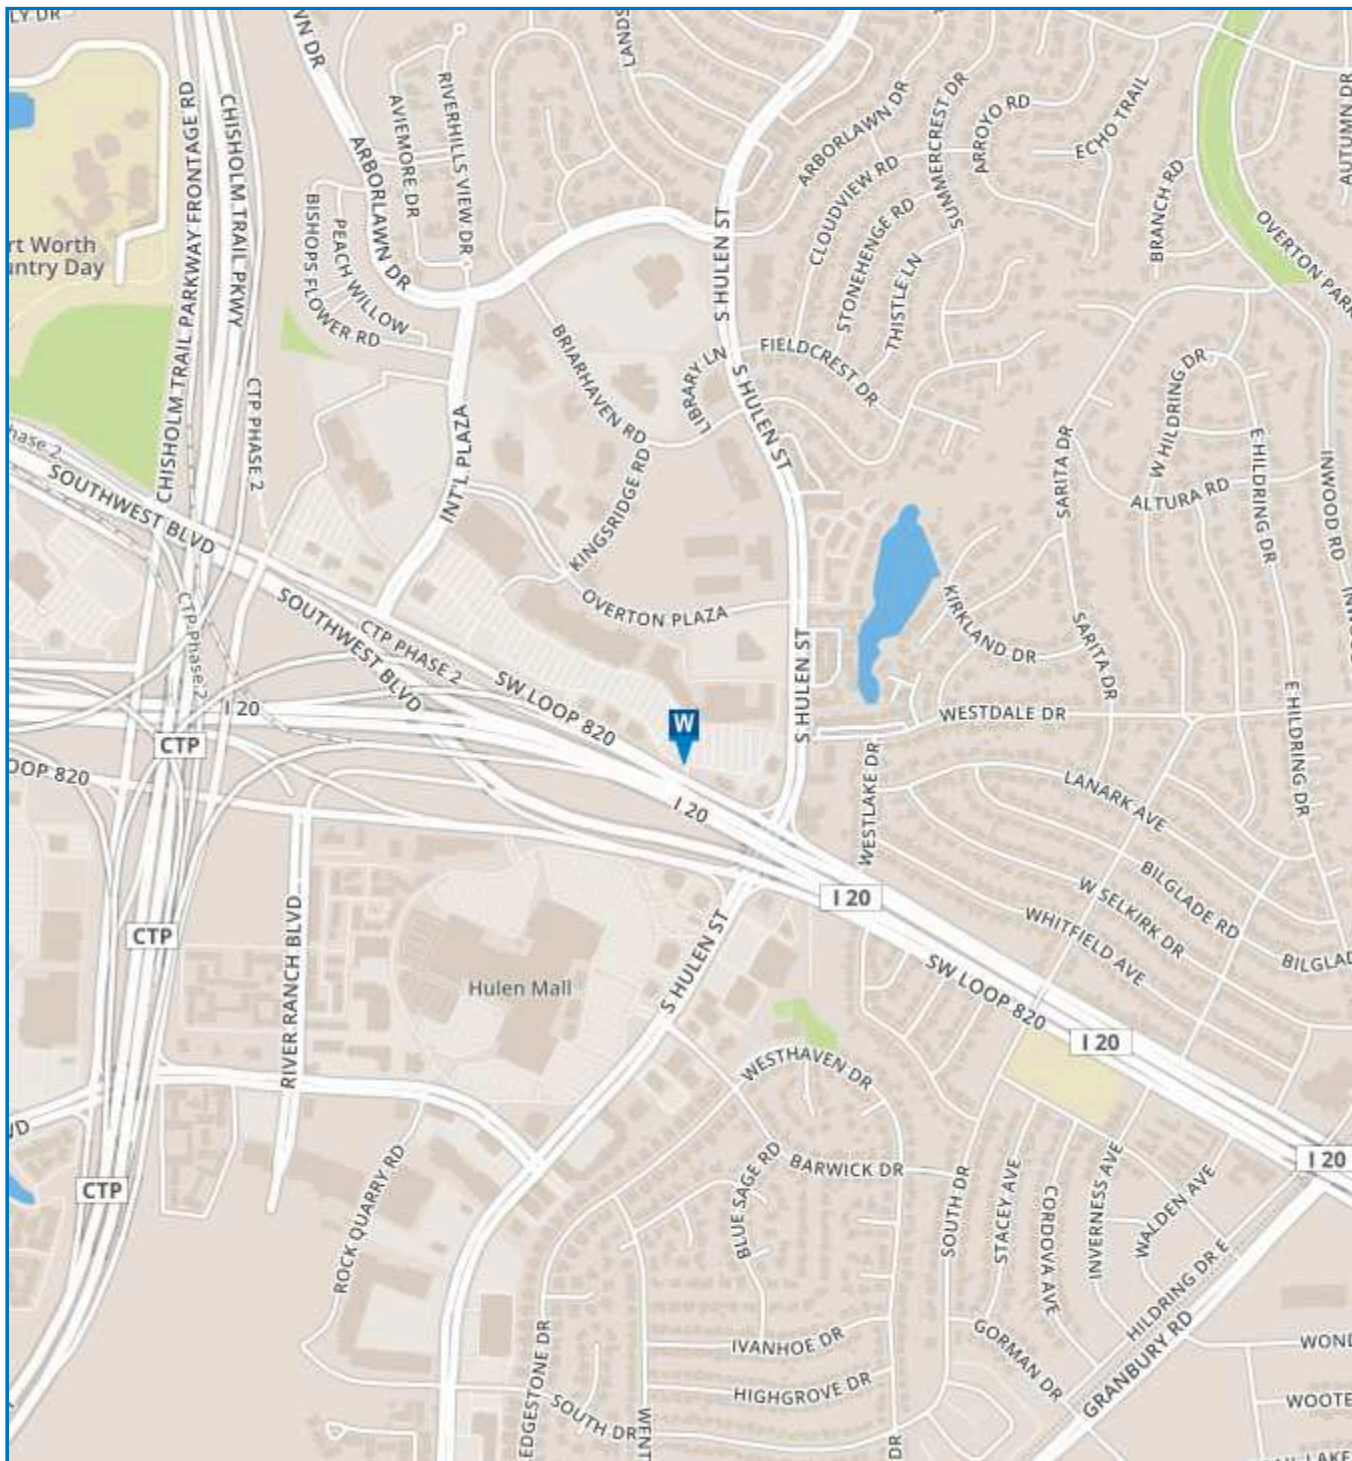 LY DR
VN DR
LANDS
CHISHOLM TRAIL PARKWAY FRONTAGE RD
CHISHOLM TRAIL PKWY
AVIEMORE DR
RIVERHILLS VIEW DR
ARBORLAWN DR
ARBORLAWN DR
SUMMERCREST DR
ARROYO RD
ECHO TRAIL
AUTUMN DR
CLOUDVIEW RD
STONEHENGE RD
THISTLE LN
BRANCH RD
OVERTON PARK
rt Worth
untry Day
BISHOPS FLOWER RD
PEACH WILLOW
S HULEN ST
BRIARHAVEN RD
LIBRARY LN
FIELDCREST DR
S HULEN ST
W HILDRING DR
E HILDRING DR
CTP PHASE 2
INT'L PLAZA
SARITA DR
ALTURA RD
INWOOD RD
hase 2
SOUTHWEST BLVD
KINGSRIDGE RD
OVERTON PLAZA
KIRKLAND DR
SARITA DR
CTP Phase 2
SOUTHWEST BLVD
CTP PHASE 2
SW LOOP 820
S HULEN ST
WESTDALE DR
E HILDRING DR
I 20
W
CTP
OOP 820
I 20
WESTLAKE DR
LANARK AVE
BILGLADE RD
W SELKIRK DR
WHITFIELD AVE
BILGLAD
I 20
CTP
RIVER RANCH BLVD
Hulen Mall
S HULEN ST
SW LOOP 820
I 20
WESTHAVEN DR
VD
CTP
ROCK QUARRY RD
BLUE SAGE RD
BARWICK DR
SOUTH DR
STACEY AVE
CORDOVA AVE
INVERNESS AVE
WALDEN AVE
HILDRING DR E
I 20
IVANHOE DR
GORMAN DR
GRANBURY RD
WOND
HIGHGROVE DR
WOOTE
EDGESTONE DR
SOUTH DR
WENT
DR